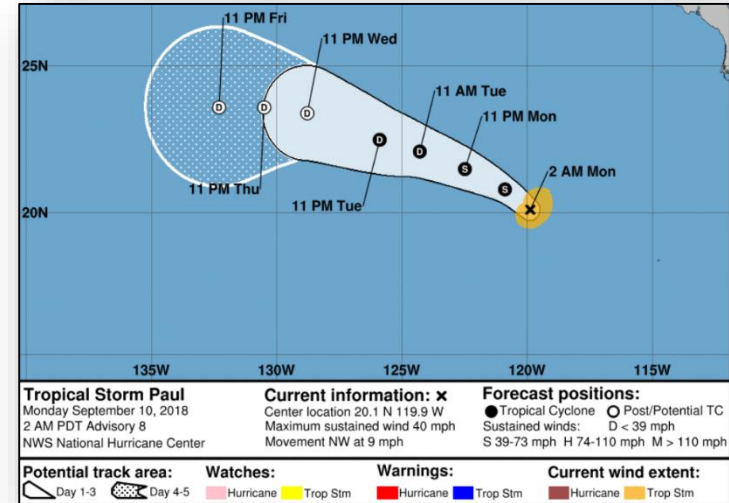 11 PM Fri
11 PM Wed
25N
D
D
D
11 AM Tue
D
D
11 PM Mon
S
S
2 AM Mon
11 PM Thu
11 PM Tue
20N
135W
130W
125W
120W
115W
Tropical Storm Paul
Monday September 10, 2018
2 AM PDT Advisory 8
NWS National Hurricane Center
Current information: ×
Center location 20.1 N 119.9 W
Maximum sustained wind 40 mph
Movement NW at 9 mph
Forecast positions:
Tropical Cyclone Post/Potential TC
Sustained winds: D < 39 mph
S 39-73 mph H 74-110 mph M > 110 mph
Potential track area:
Day 1-3 Day 4-5
Watches:
Hurricane Trop Stm
Warnings:
Hurricane Trop Stm
Current wind extent:
Hurricane Trop Stm